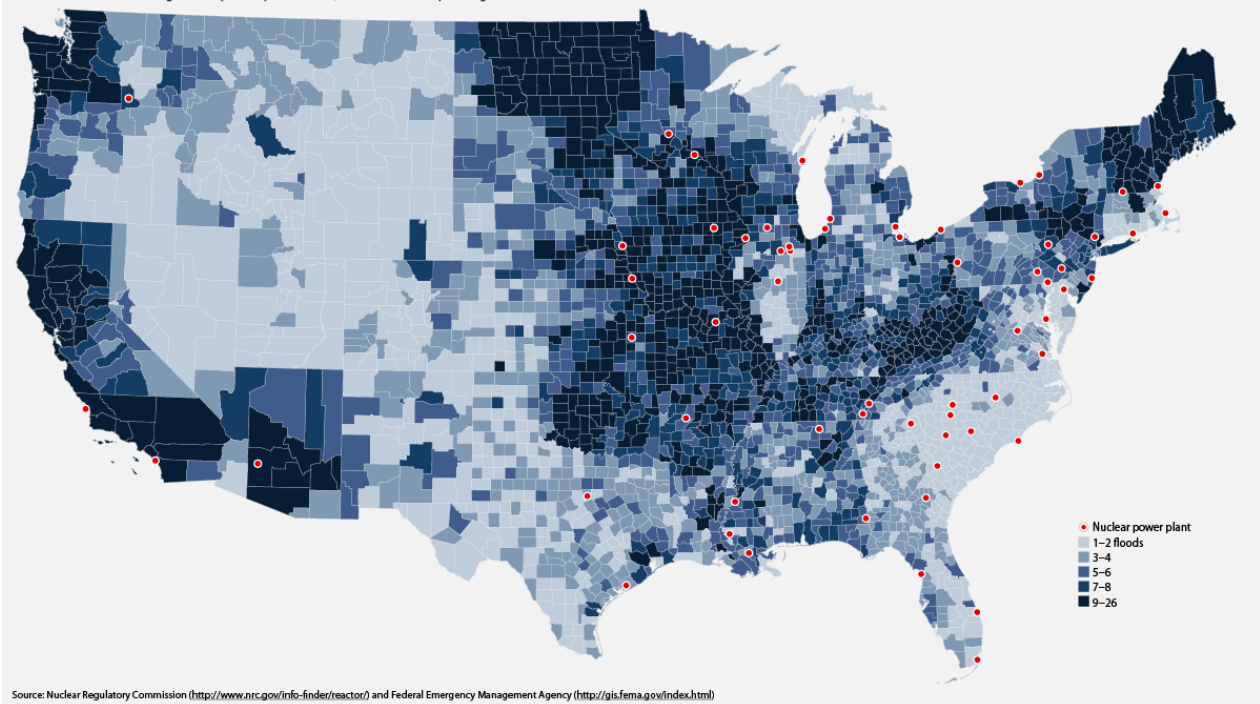 Nuclear power plant
1–2 floods
3–4
5–6
7–8
9–26
Source: Nuclear Regulatory Commission (http://www.nrc.gov/info-finder/reactor/) and Federal Emergency Management Agency (http://gis.fema.gov/index.html)